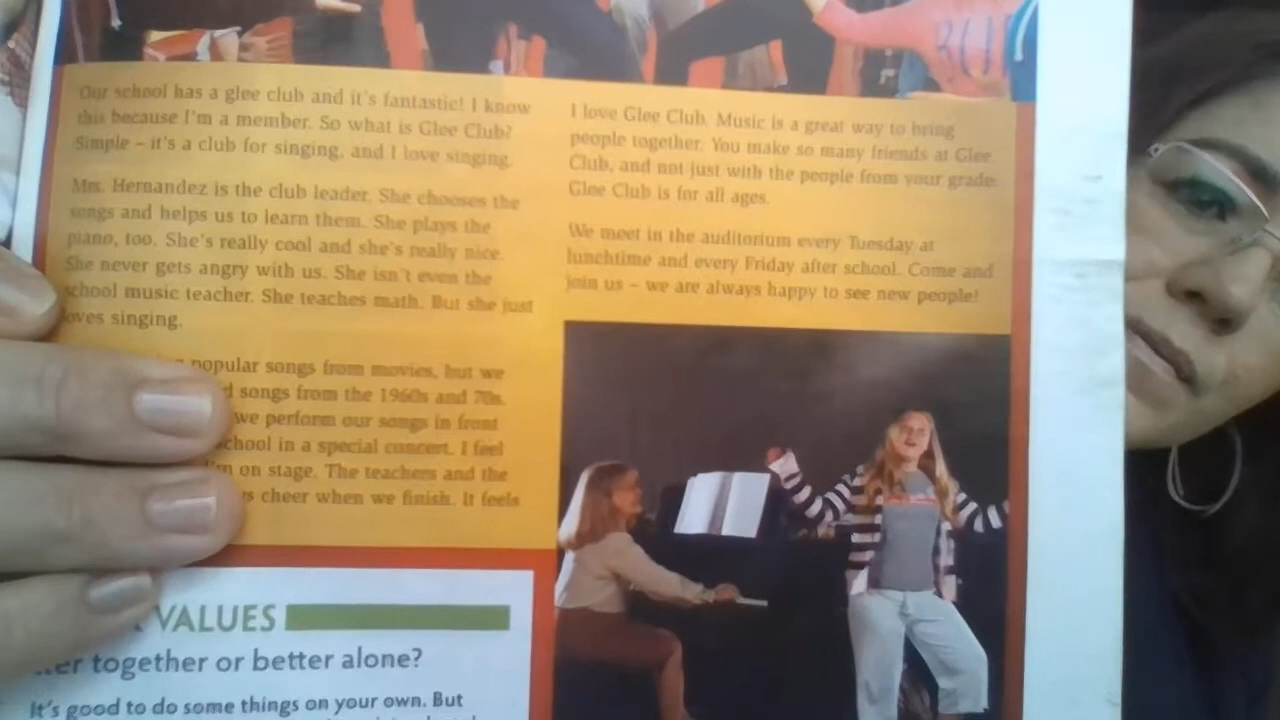 Our school has a glee club and it's fantastic! I know
this because I'm a member. So what is Glee Club?
Simple – it's a club for singing, and I love singing.
Mrs. Hernandez is the club leader. She chooses the
songs and helps us to learn them. She plays the
piano, too. She's really cool and she's really nice.
She never gets angry with us. She isn't even the
school music teacher. She teaches math. But she just
loves singing.
popular songs from movies, but we
songs from the 1960s and 70s.
we perform our songs in front
school in a special concert. I feel
I'm on stage. The teachers and the
cheer when we finish. It feels
VALUES
together or better alone?
It's good to do some things on your own. But
I love Glee Club. Music is a great way to bring
people together. You make so many friends at Glee
Club, and not just with the people from your grade.
Glee Club is for all ages.
We meet in the auditorium every Tuesday at
lunchtime and every Friday after school. Come and
join us – we are always happy to see new people!